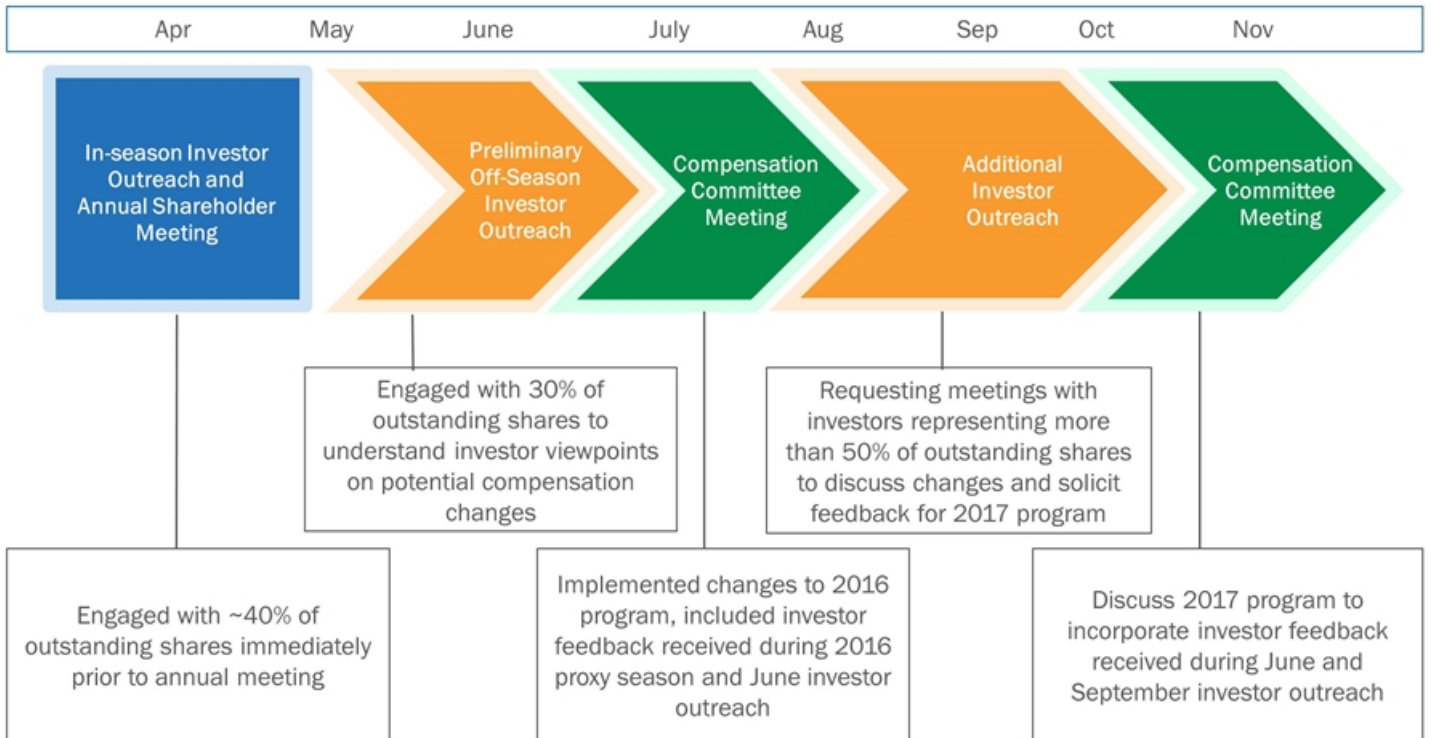 Apr May June July Aug Sep Oct Nov
In-season Investor
Outreach and
Annual Shareholder
Meeting
Preliminary
Off-Season
Investor
Outreach
Compensation
Committee
Meeting
Additional
Investor
Outreach
Compensation
Committee
Meeting
Engaged with 30% of
outstanding shares to
understand investor viewpoints
on potential compensation
changes
Requesting meetings with
investors representing more
than 50% of outstanding shares
to discuss changes and solicit
feedback for 2017 program
Engaged with ~40% of
outstanding shares immediately
prior to annual meeting
Implemented changes to 2016
program, included investor
feedback received during 2016
proxy season and June investor
outreach
Discuss 2017 program to
incorporate investor feedback
received during June and
September investor outreach